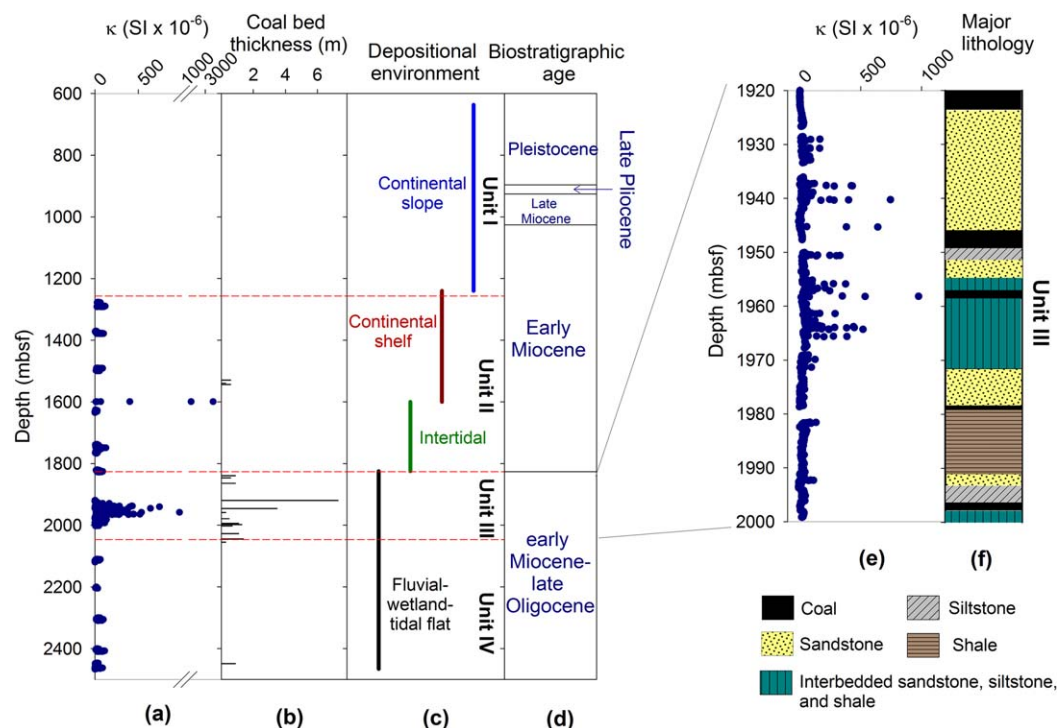 κ (SI x 10⁻⁶)
0
500
1000
3000
Coal bed
thickness (m)
2 4 6
Depositional
environment
Biostratigraphic
age
Depth (mbsf)
600
800
1000
1200
1400
1600
1800
2000
2200
2400
Continental
slope
Unit I
Continental
shelf
Unit II
Intertidal
Unit III
Fluvial-
wetland-
tidal flat
Unit IV
Pleistocene
Late Pliocene
Late
Miocene
Early
Miocene
early
Miocene-
late
Oligocene
(a)
(b)
(c)
(d)
κ (SI x 10⁻⁶)
0
500
1000
Major
lithology
Depth (mbsf)
1920
1930
1940
1950
1960
1970
1980
1990
2000
Unit III
(e)
(f)
Coal
Siltstone
Sandstone
Shale
Interbedded sandstone, siltstone,
and shale